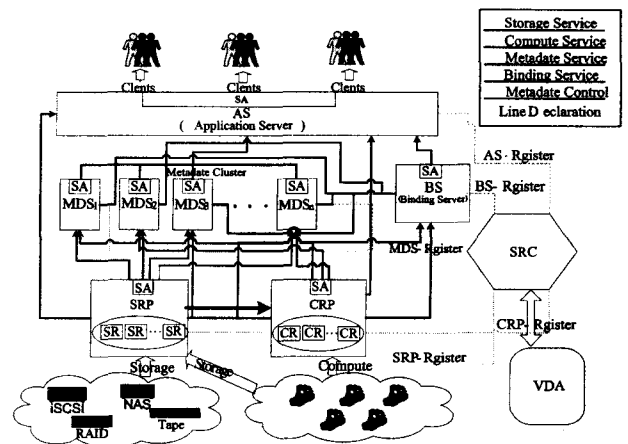 Storage Service
Compute Service
Metadate Service
Binding Service
Metadate Control
Line D eclaration
Clents
Clents
Clents
SA
AS
( Application Server )
AS - Rgister
Metadate Cluster
SA
SA
SA
SA
SA
MDS1
MDS2
MDS3
. . .
MDSn
BS
(Binding Server)
BS- Rgister
MDS- Rgister
SRC
SA
SRP
SA
CRP
SR
SR
...
SR
CR
CR
...
CR
CRP- Rgister
SRP- Rgister
Storage
Storage
Compute
VDA
iSCSI
NAS
RAID
Tape